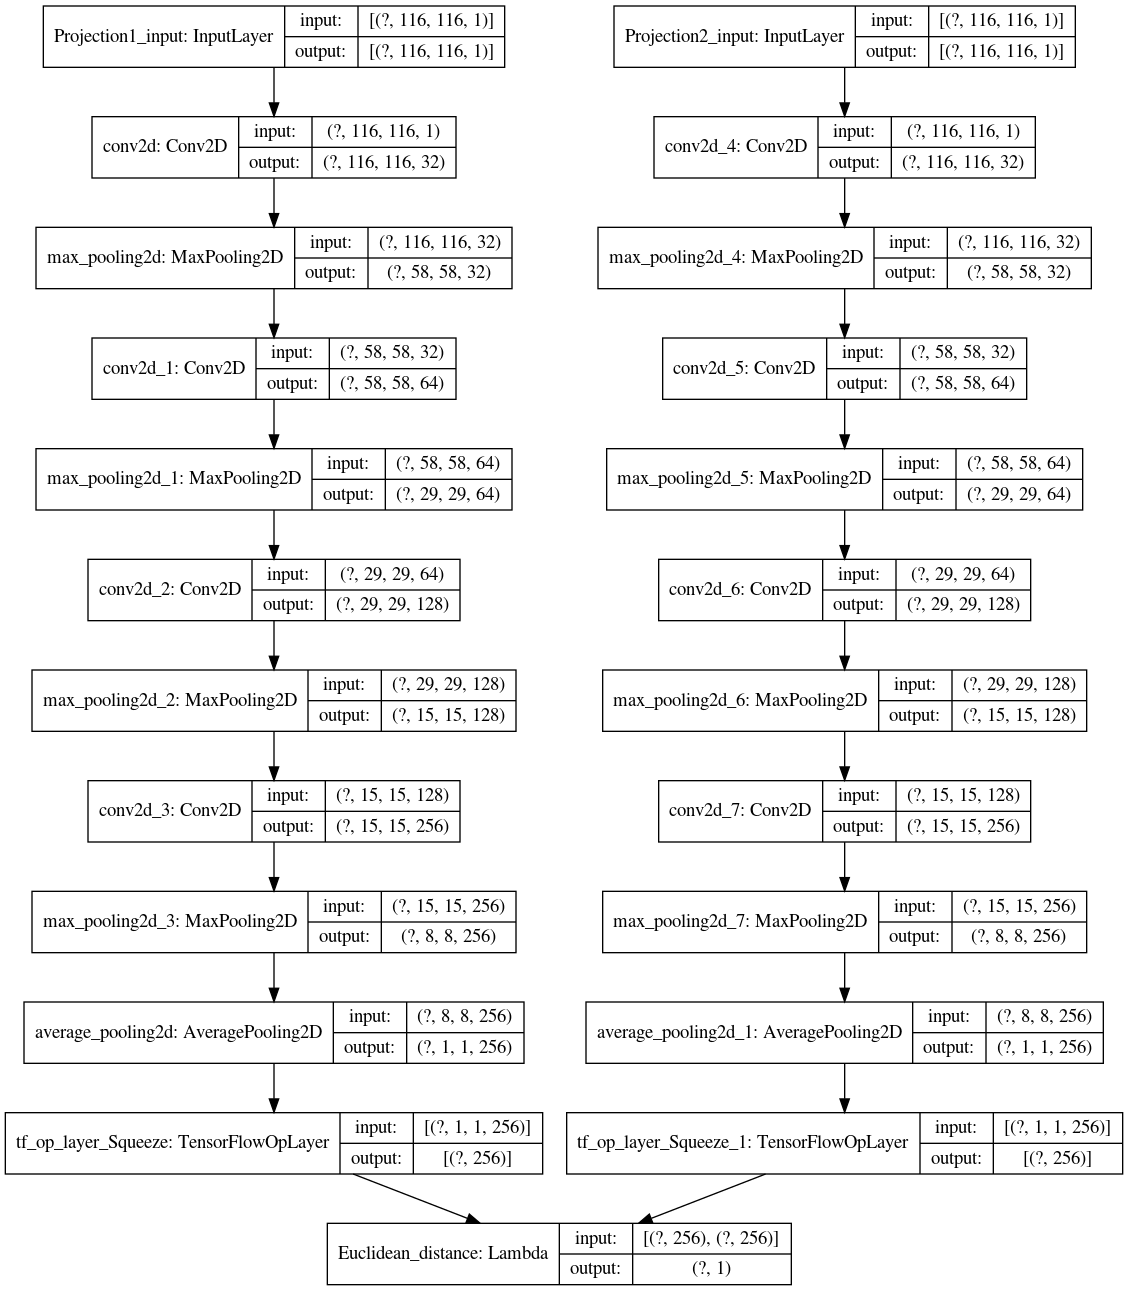 Projection1_input: InputLayer
input: [(?, 116, 116, 1)]
output: [(?, 116, 116, 1)]
Projection2_input: InputLayer
input: [(?, 116, 116, 1)]
output: [(?, 116, 116, 1)]
conv2d: Conv2D
input: (?, 116, 116, 1)
output: (?, 116, 116, 32)
conv2d_4: Conv2D
input: (?, 116, 116, 1)
output: (?, 116, 116, 32)
max_pooling2d: MaxPooling2D
input: (?, 116, 116, 32)
output: (?, 58, 58, 32)
max_pooling2d_4: MaxPooling2D
input: (?, 116, 116, 32)
output: (?, 58, 58, 32)
conv2d_1: Conv2D
input: (?, 58, 58, 32)
output: (?, 58, 58, 64)
conv2d_5: Conv2D
input: (?, 58, 58, 32)
output: (?, 58, 58, 64)
max_pooling2d_1: MaxPooling2D
input: (?, 58, 58, 64)
output: (?, 29, 29, 64)
max_pooling2d_5: MaxPooling2D
input: (?, 58, 58, 64)
output: (?, 29, 29, 64)
conv2d_2: Conv2D
input: (?, 29, 29, 64)
output: (?, 29, 29, 128)
conv2d_6: Conv2D
input: (?, 29, 29, 64)
output: (?, 29, 29, 128)
max_pooling2d_2: MaxPooling2D
input: (?, 29, 29, 128)
output: (?, 15, 15, 128)
max_pooling2d_6: MaxPooling2D
input: (?, 29, 29, 128)
output: (?, 15, 15, 128)
conv2d_3: Conv2D
input: (?, 15, 15, 128)
output: (?, 15, 15, 256)
conv2d_7: Conv2D
input: (?, 15, 15, 128)
output: (?, 15, 15, 256)
max_pooling2d_3: MaxPooling2D
input: (?, 15, 15, 256)
output: (?, 8, 8, 256)
max_pooling2d_7: MaxPooling2D
input: (?, 15, 15, 256)
output: (?, 8, 8, 256)
average_pooling2d: AveragePooling2D
input: (?, 8, 8, 256)
output: (?, 1, 1, 256)
average_pooling2d_1: AveragePooling2D
input: (?, 8, 8, 256)
output: (?, 1, 1, 256)
tf_op_layer_Squeeze: TensorFlowOpLayer
input: [(?, 1, 1, 256)]
output: [(?, 256)]
tf_op_layer_Squeeze_1: TensorFlowOpLayer
input: [(?, 1, 1, 256)]
output: [(?, 256)]
Euclidean_distance: Lambda
input: [(?, 256), (?, 256)]
output: (?, 1)